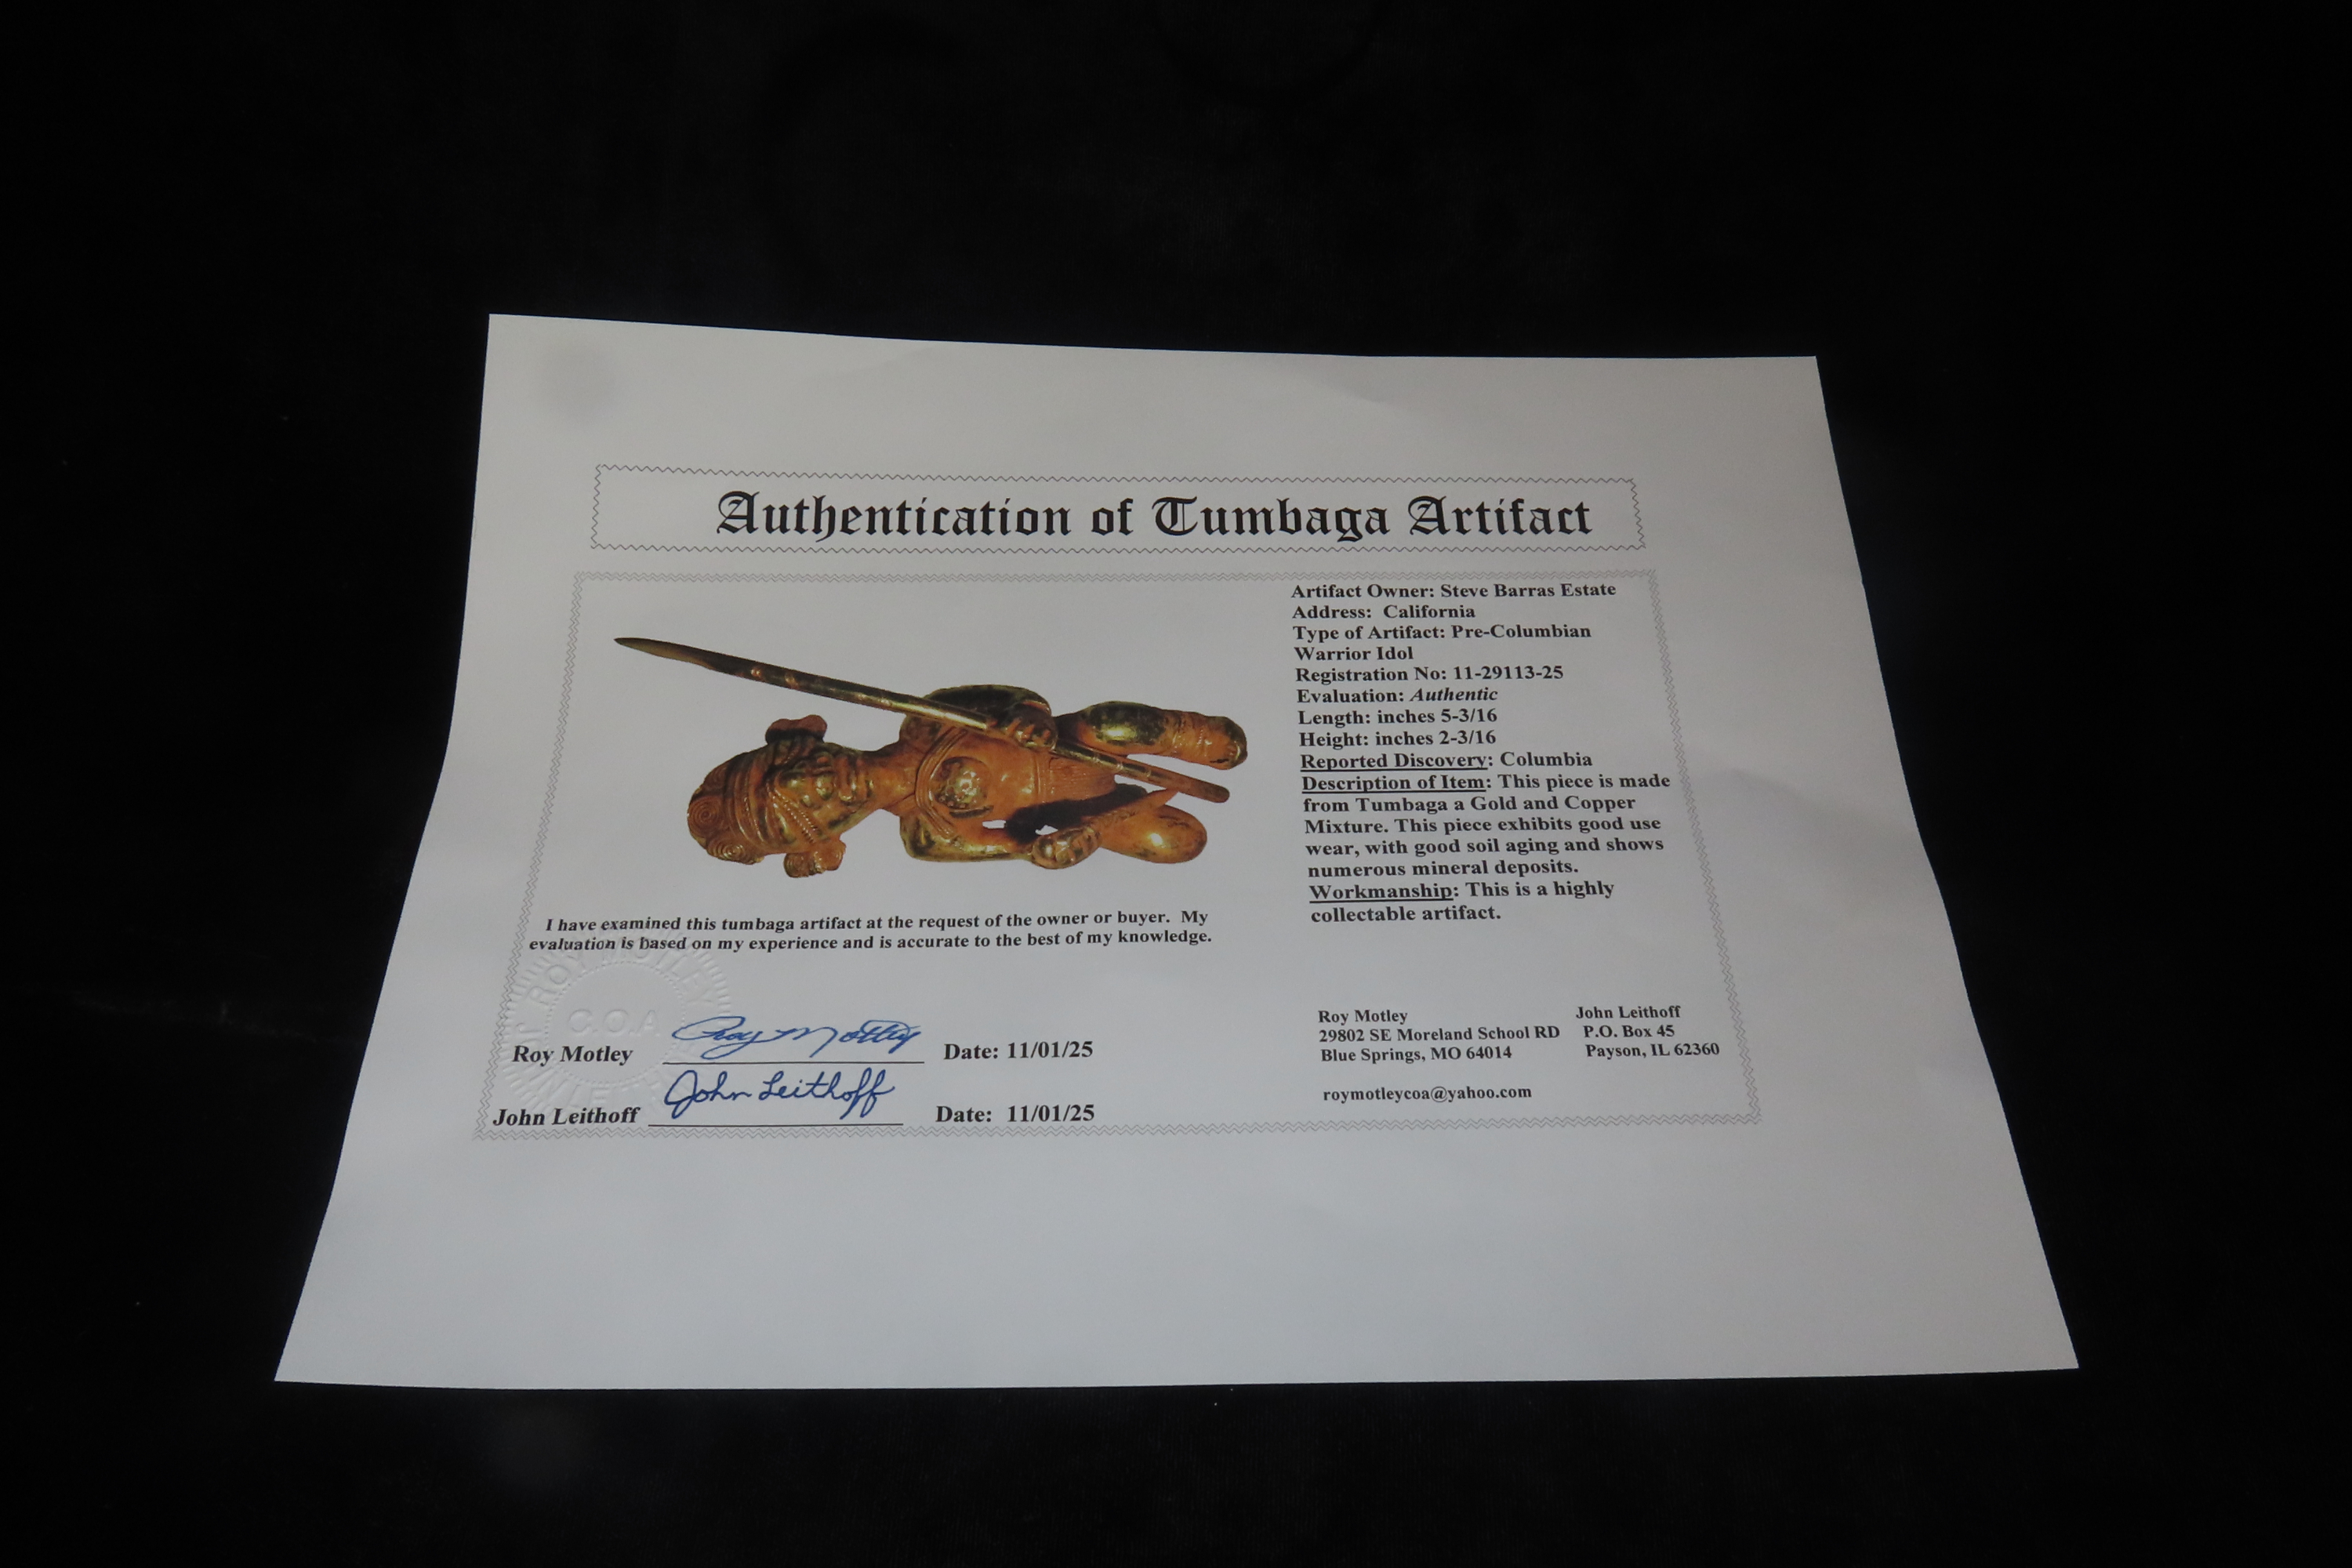 Authentication of Tumbaga Artifact
Artifact Owner: Steve Barras Estate
Address: California
Type of Artifact: Pre-Columbian
Warrior Idol
Registration No: 11-29113-25
Evaluation: Authentic
Length: inches 5-3/16
Height: inches 2-3/16
Reported Discovery: Columbia
Description of Item: This piece is made
from Tumbaga a Gold and Copper
Mixture. This piece exhibits good use
wear, with good soil aging and shows
numerous mineral deposits.
Workmanship: This is a highly
collectable artifact.
I have examined this tumbaga artifact at the request of the owner or buyer. My
evaluation is based on my experience and is accurate to the best of my knowledge.
ROY MOTLEY
C.O.A
Roy Motley Roy Motley Date: 11/01/25
John Leithoff John Leithoff Date: 11/01/25
Roy Motley
29802 SE Moreland School RD
Blue Springs, MO 64014
roymotleycoa@yahoo.com
John Leithoff
P.O. Box 45
Payson, IL 62360